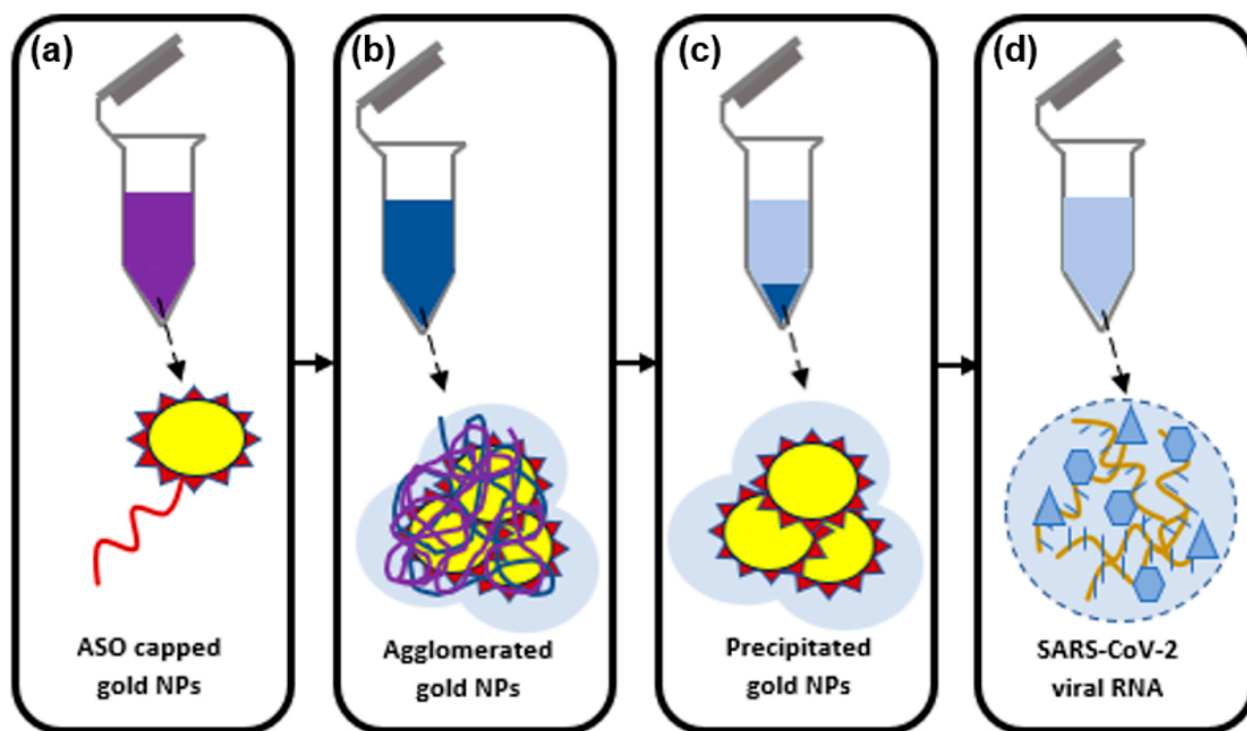 (a)
(b)
(c)
(d)
ASO capped
gold NPs
Agglomerated
gold NPs
Precipitated
gold NPs
SARS-CoV-2
viral RNA